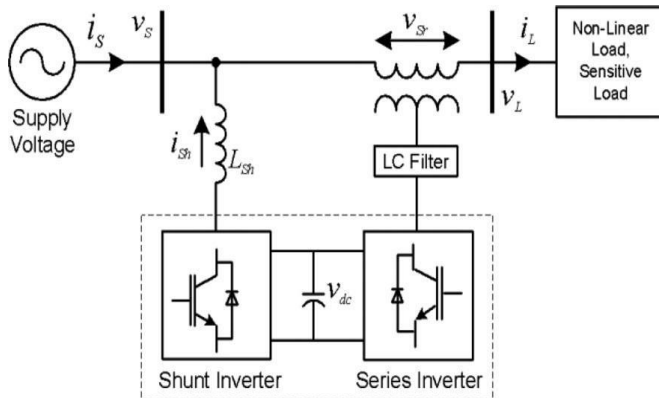 i_S
v_S
v_Sr
i_L
Non-Linear
Load,
Sensitive
Load
Supply
Voltage
v_L
i_Sh
L_Sh
LC Filter
v_dc
Shunt Inverter
Series Inverter